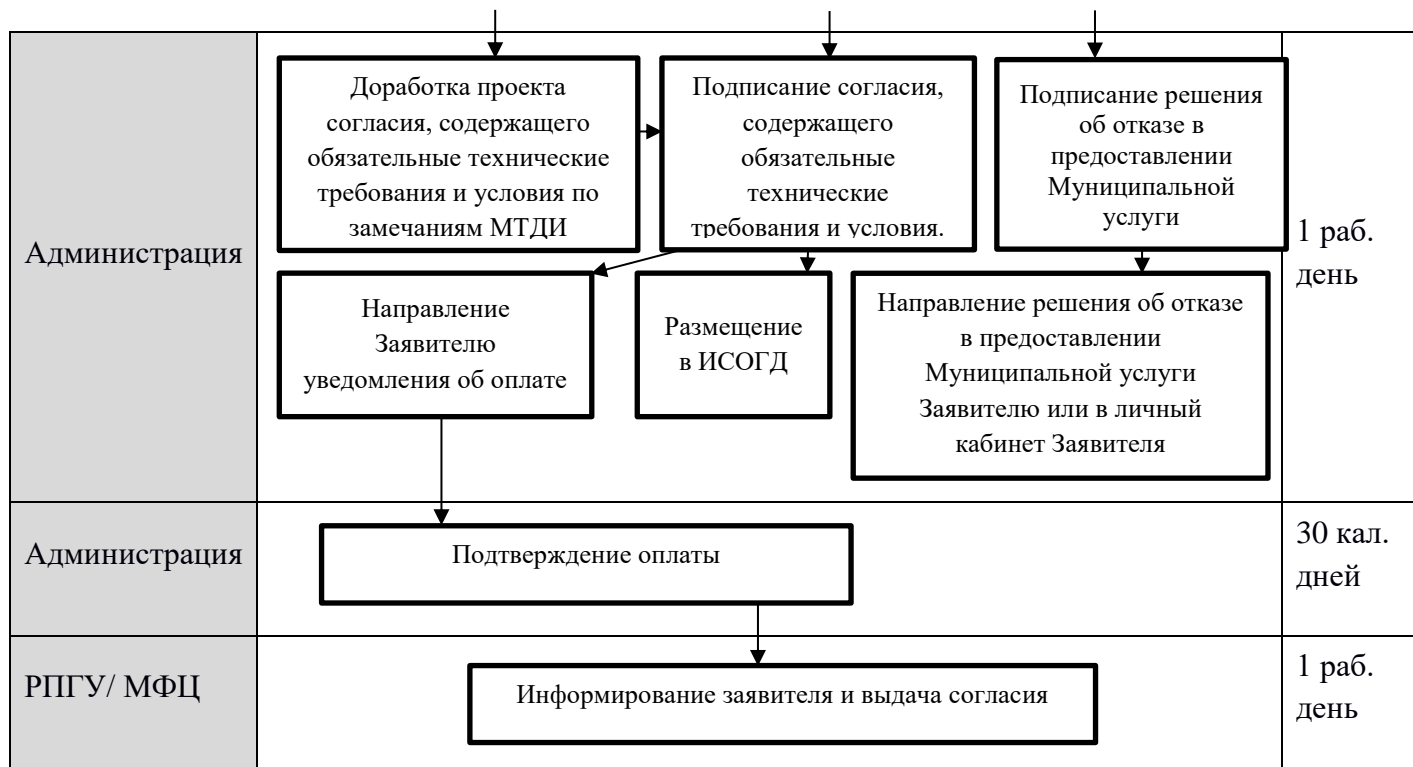 Администрация
Доработка проекта
согласия, содержащего
обязательные технические
требования и условия по
замечаниям МТДИ
Подписание согласия,
содержащего
обязательные
технические
требования и условия.
Подписание решения
об отказе в
предоставлении
Муниципальной
услуги
1 раб.
день
Направление
Заявителю
уведомления об оплате
Размещение
в ИСОГД
Направление решения об отказе
в предоставлении
Муниципальной услуги
Заявителю или в личный
кабинет Заявителя
Администрация
Подтверждение оплаты
30 кал.
дней
РПГУ/ МФЦ
Информирование заявителя и выдача согласия
1 раб.
день